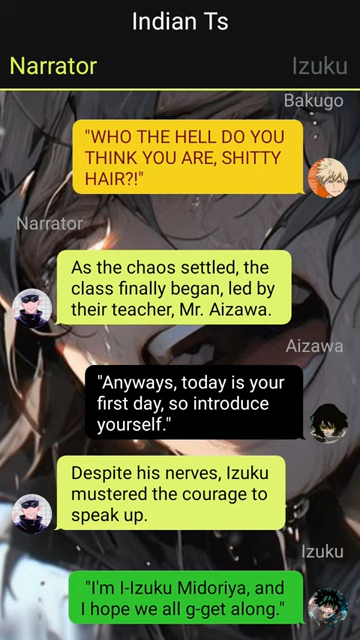 Indian Ts
Narrator
Izuku
Bakugo
"WHO THE HELL DO YOU
THINK YOU ARE, SHITTY
HAIR?!"
Narrator
As the chaos settled, the
class finally began, led by
their teacher, Mr. Aizawa.
Aizawa
"Anyways, today is your
first day, so introduce
yourself."
Despite his nerves, Izuku
mustered the courage to
speak up.
Izuku
"I'm I-Izuku Midoriya, and
I hope we all g-get along."